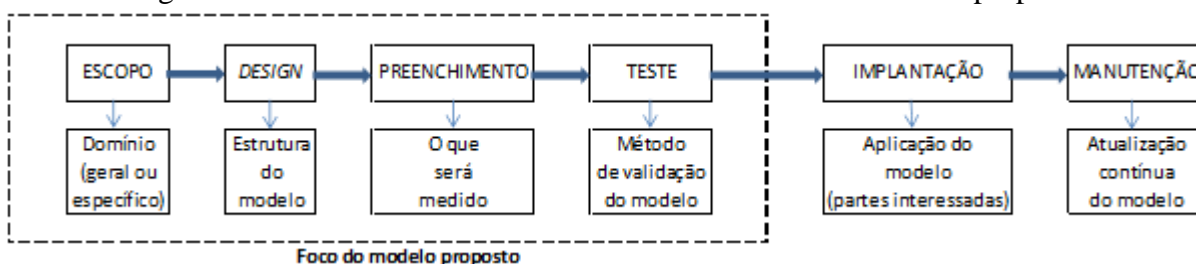 ESCOPO
DESIGN
PREENCHIMENTO
TESTE
IMPLANTAÇÃO
MANUTENÇÃO
Domínio
(geral ou
específico)
Estrutura
do
modelo
O que
será
medido
Método
de validação
do modelo
Aplicação do
modelo
(partes interessadas)
Atualização
contínua
do modelo
Foco do modelo proposto